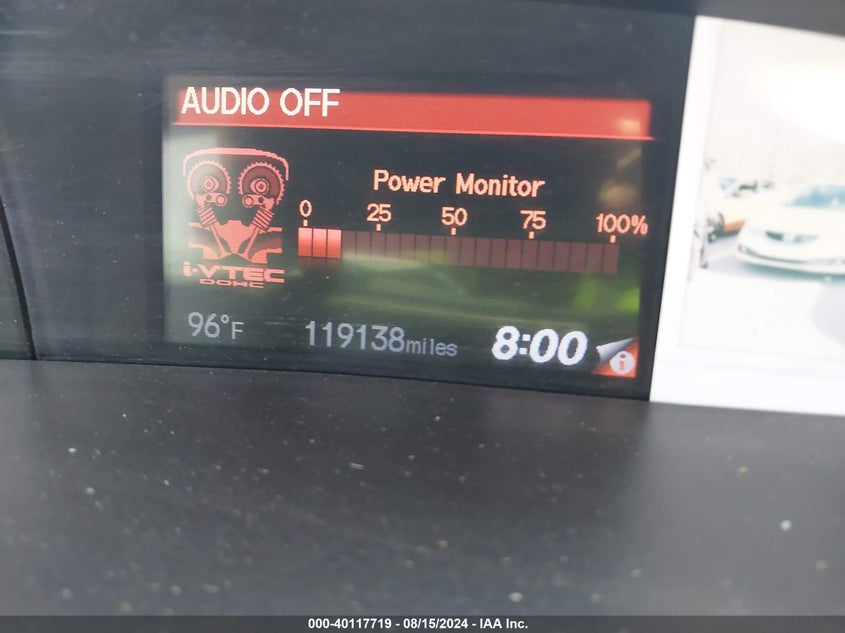 AUDIO OFF
Power Monitor
0 25 50 75 100%
i-VTEC
DOHC
96°F 119138miles 8:00 i
000-40117719 - 08/15/2024 - IAA Inc.